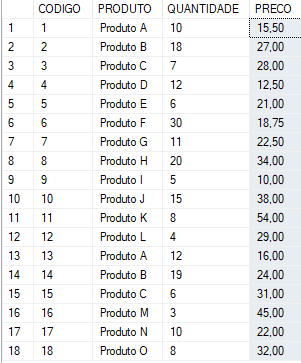 CODIGO PRODUTO QUANTIDADE PRECO
1 1 Produto A 10 15,50
2 2 Produto B 18 27,00
3 3 Produto C 7 28,00
4 4 Produto D 12 12,50
5 5 Produto E 6 21,00
6 6 Produto F 30 18,75
7 7 Produto G 11 22,50
8 8 Produto H 20 34,00
9 9 Produto I 5 10,00
10 10 Produto J 15 38,00
11 11 Produto K 8 54,00
12 12 Produto L 4 29,00
13 13 Produto A 12 16,00
14 14 Produto B 19 24,00
15 15 Produto C 6 31,00
16 16 Produto M 3 45,00
17 17 Produto N 10 22,00
18 18 Produto O 8 32,00